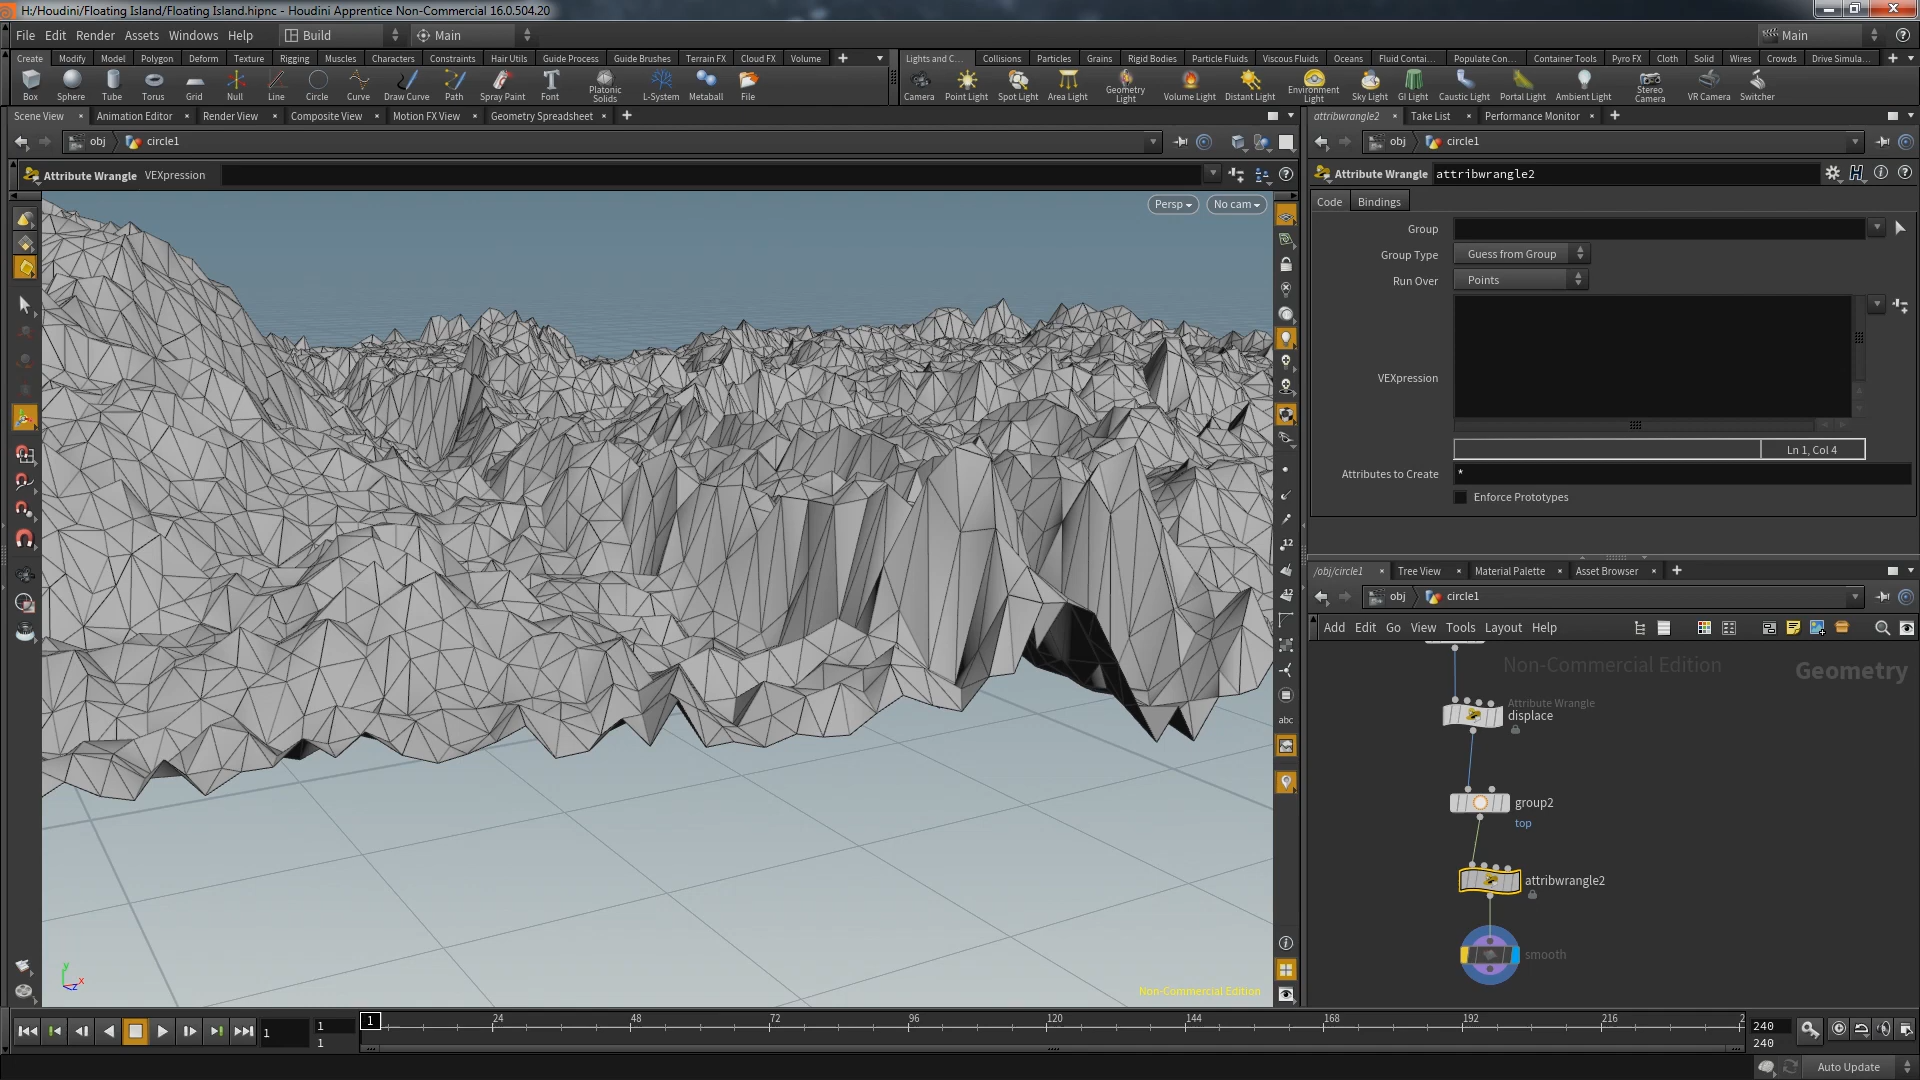 H:/Houdini/Floating Island/Floating Island.hipnc - Houdini Apprentice Non-Commercial 16.0.504.20
File Edit Render Assets Windows Help Build Main Main
Create Modify Model Polygon Deform Texture Rigging Muscles Characters Constraints Hair Utils Guide Process Guide Brushes Terrain FX Cloud FX Volume
Lights and C... Collisions Particles Grains Rigid Bodies Particle Fluids Viscous Fluids Oceans Fluid Contai... Populate Con... Container Tools Pyro FX Cloth Solid Wires Crowds Drive Simula...
Box Sphere Tube Torus Grid Null Line Circle Curve Draw Curve Path Spray Paint Font Platonic Solids L-System Metaball File
Camera Point Light Spot Light Area Light Geometry Light Volume Light Distant Light Environment Light Sky Light GI Light Caustic Light Portal Light Ambient Light Stereo Camera VR Camera Switcher
Scene View Animation Editor Render View Composite View Motion FX View Geometry Spreadsheet
attribwrangle2 Take List Performance Monitor
obj circle1
obj circle1
Attribute Wrangle VEXpression
Attribute Wrangle attribwrangle2
Persp No cam
Code Bindings
Group
Group Type Guess from Group
Run Over Points
VEXpression
Ln 1, Col 4
Attributes to Create *
Enforce Prototypes
12
12
abc
/obj/circle1 Tree View Material Palette Asset Browser
obj circle1
Add Edit Go View Tools Layout Help
Non-Commercial Edition
Geometry
Attribute Wrangle
displace
group2
top
attribwrangle2
smooth
y
x
z
Non-Commercial Edition
1 1 1 1 24 48 72 96 120 144 168 192 216 2 240 240
Auto Update